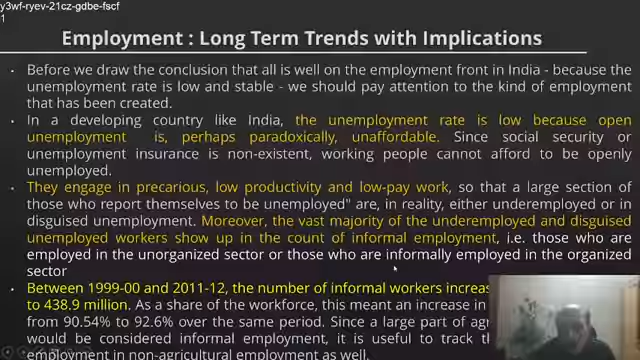 y3wf-ryev-21cz-gdbe-fscf
1
Employment : Long Term Trends with Implications
• Before we draw the conclusion that all is well on the employment front in India - because the
unemployment rate is low and stable - we should pay attention to the kind of employment
that has been created.
• In a developing country like India, the unemployment rate is low because open
unemployment is, perhaps paradoxically, unaffordable. Since social security or
unemployment insurance is non-existent, working people cannot afford to be openly
unemployed.
• They engage in precarious, low productivity and low-pay work, so that a large section of
those who report themselves to be unemployed" are, in reality, either underemployed or in
disguised unemployment. Moreover, the vast majority of the underemployed and disguised
unemployed workers show up in the count of informal employment, i.e. those who are
employed in the unorganized sector or those who are informally employed in the organized
sector
• Between 1999-00 and 2011-12, the number of informal workers
to 438.9 million. As a share of the workforce, this meant an increase in
from 90.54% to 92.6% over the same period. Since a large part of
would be considered informal employment, it is useful to track
employment in non-agricultural employment as well.